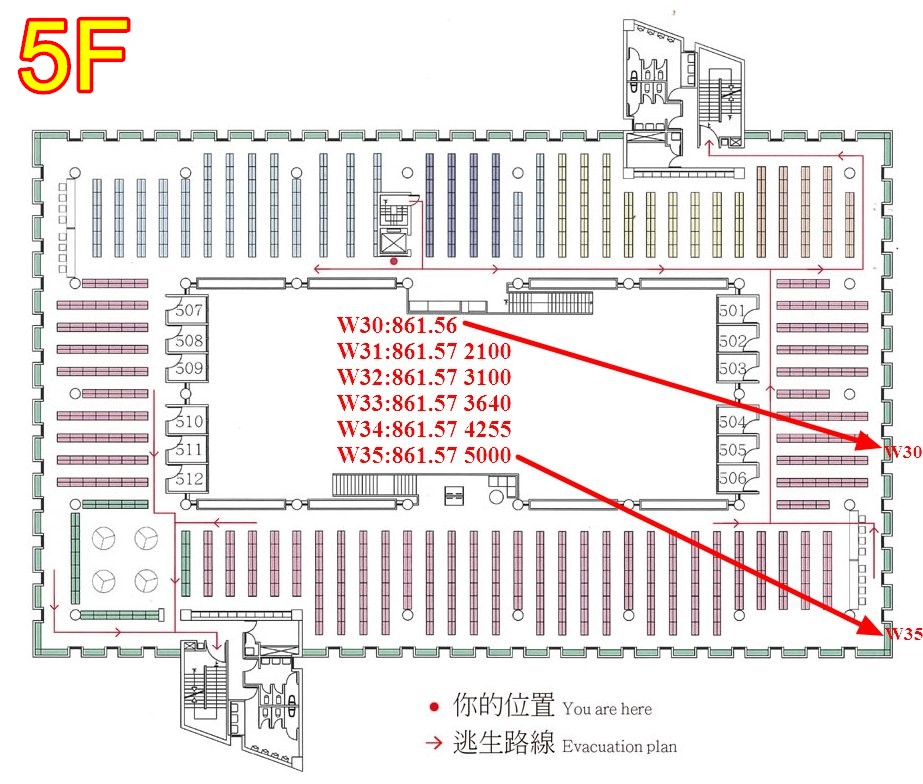 5F
507
508
509
510
511
512
501
502
503
504
505
506
W30:861.56
W31:861.57 2100
W32:861.57 3100
W33:861.57 3640
W34:861.57 4255
W35:861.57 5000
W30
W35
你的位置 You are here
逃生路線 Evacuation plan